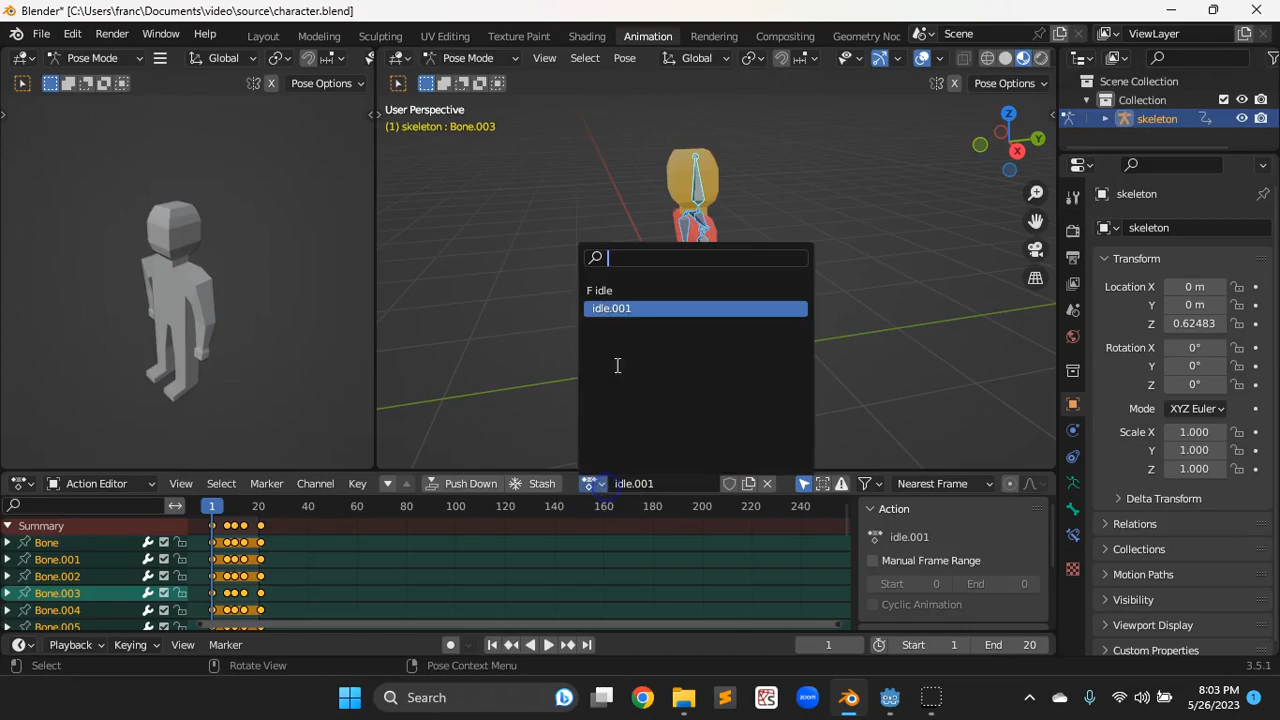 Blender* [C:\Users\franc\Documents\video\source\character.blend]
File Edit Render Window Help Layout Modeling Sculpting UV Editing Texture Paint Shading Animation Rendering Compositing Scene ViewLayer
Pose Mode Global Pose Mode View Select Pose Global
X Pose Options X Pose Options
Scene Collection
Collection
skeleton
User Perspective
(1) skeleton : Bone.003
Z
Y
X
skeleton
skeleton
Transform
Location X 0 m
Y 0 m
Z 0.62483
Rotation X 0°
Y 0°
Z 0°
Mode XYZ Euler
Scale X 1.000
Y 1.000
Z 1.000
Delta Transform
Relations
Collections
Motion Paths
Visibility
Viewport Display
Custom Properties
F idle
idle.001
Action Editor View Select Marker Channel Key Push Down Stash idle.001 Nearest Frame
1 20 40 60 80 100 120 140 160 180 200 220 240
Summary
Bone
Bone.001
Bone.002
Bone.003
Bone.004
Bone.005
Action
idle.001
Manual Frame Range
Start 0 End 0
Cyclic Animation
Playback Keying View Marker 1 Start 1 End 20
Select Rotate View Pose Context Menu 3.5.1
Search
8:03 PM
5/26/2023
1